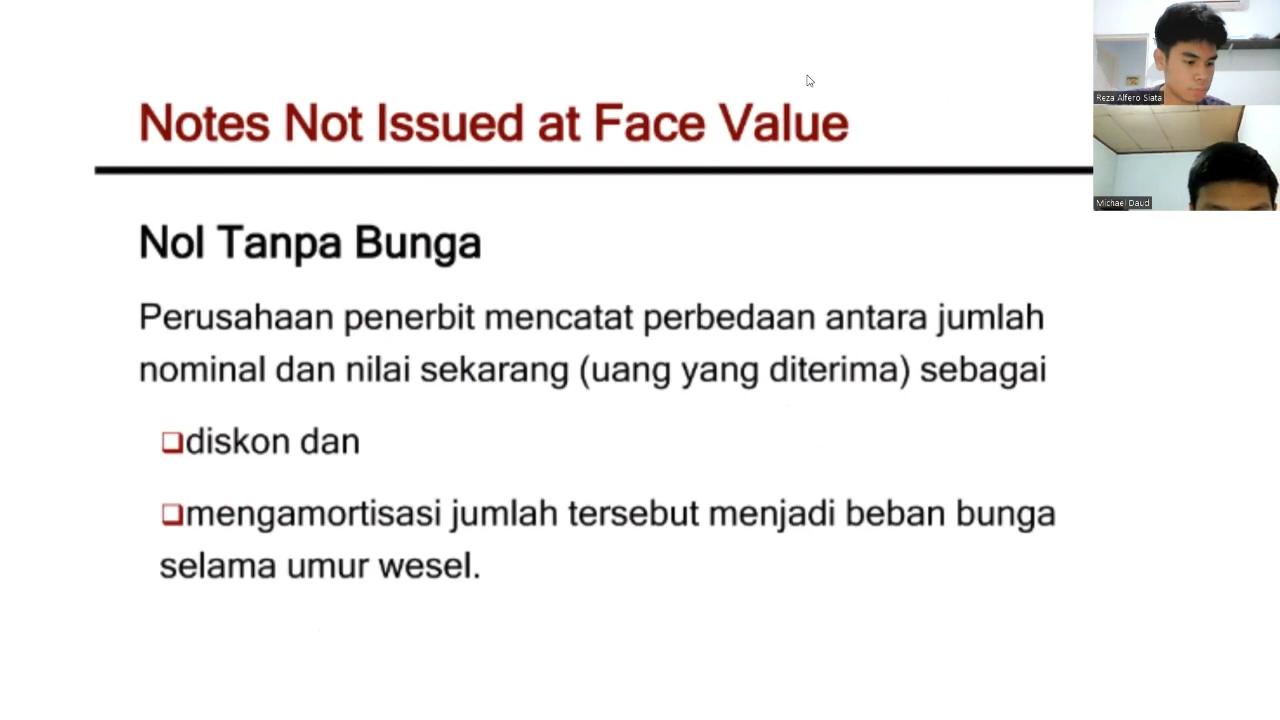 Notes Not Issued at Face Value
Nol Tanpa Bunga
Perusahaan penerbit mencatat perbedaan antara jumlah
nominal dan nilai sekarang (uang yang diterima) sebagai
❑diskon dan
❑mengamortisasi jumlah tersebut menjadi beban bunga
selama umur wesel.
Reza Alfero Siata
Michael Daud